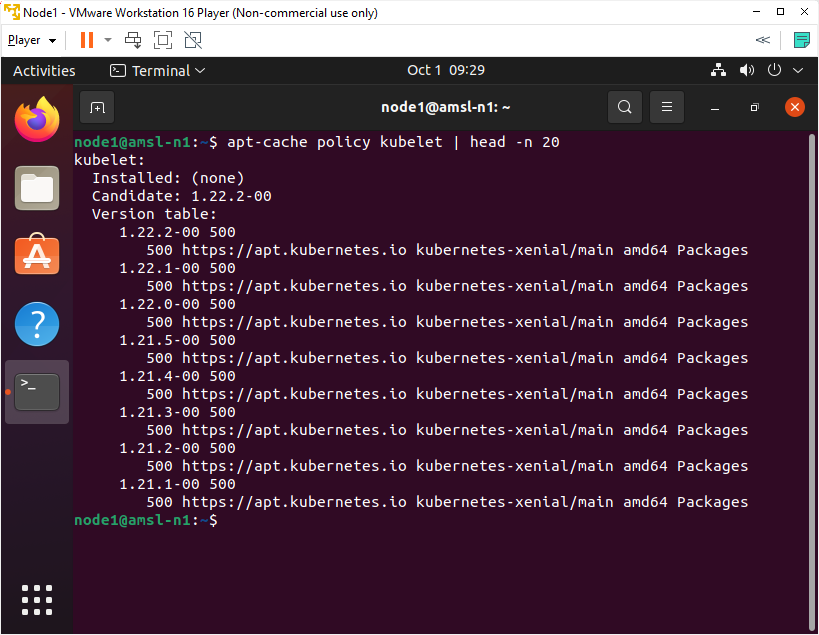 Node1 - VMware Workstation 16 Player (Non-commercial use only)
Player
Activities Terminal Oct 1 09:29
node1@amsl-n1: ~
node1@amsl-n1:~$ apt-cache policy kubelet | head -n 20
kubelet:
  Installed: (none)
  Candidate: 1.22.2-00
  Version table:
     1.22.2-00 500
        500 https://apt.kubernetes.io kubernetes-xenial/main amd64 Packages
     1.22.1-00 500
        500 https://apt.kubernetes.io kubernetes-xenial/main amd64 Packages
     1.22.0-00 500
        500 https://apt.kubernetes.io kubernetes-xenial/main amd64 Packages
     1.21.5-00 500
        500 https://apt.kubernetes.io kubernetes-xenial/main amd64 Packages
     1.21.4-00 500
        500 https://apt.kubernetes.io kubernetes-xenial/main amd64 Packages
     1.21.3-00 500
        500 https://apt.kubernetes.io kubernetes-xenial/main amd64 Packages
     1.21.2-00 500
        500 https://apt.kubernetes.io kubernetes-xenial/main amd64 Packages
     1.21.1-00 500
        500 https://apt.kubernetes.io kubernetes-xenial/main amd64 Packages
node1@amsl-n1:~$